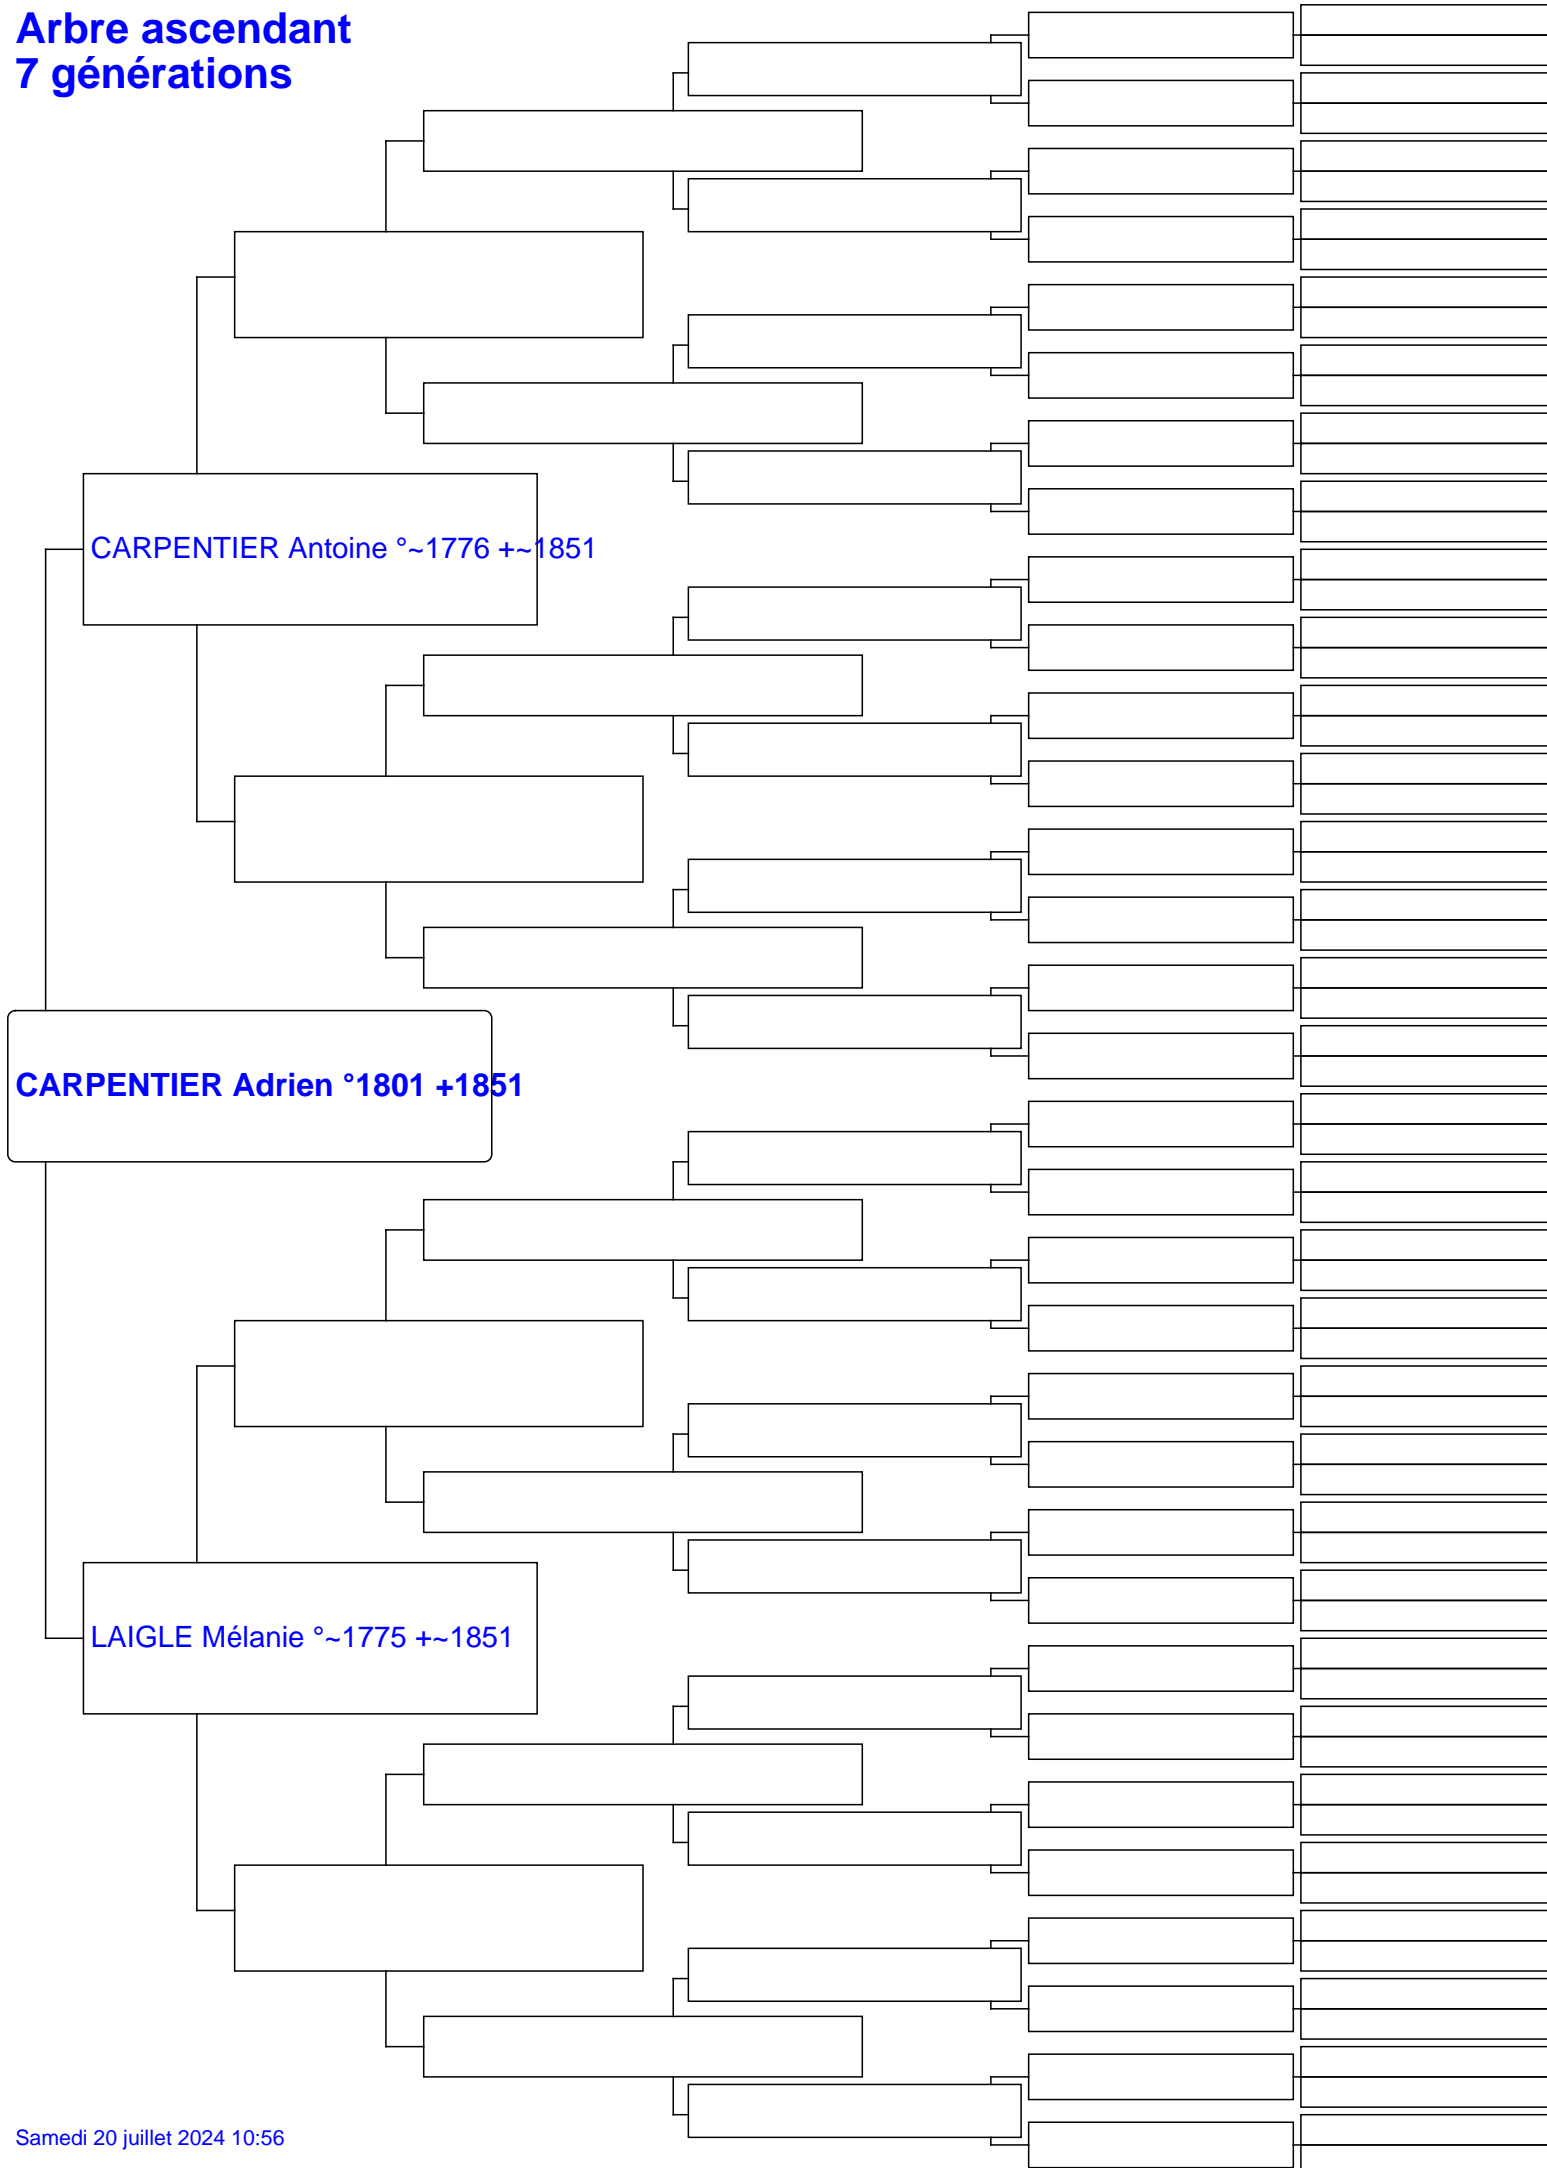 Arbre ascendant
7 générations
CARPENTIER Antoine °~1776 +~1851
CARPENTIER Adrien °1801 +1851
LAIGLE Mélanie °~1775 +~1851
Samedi 20 juillet 2024 10:56